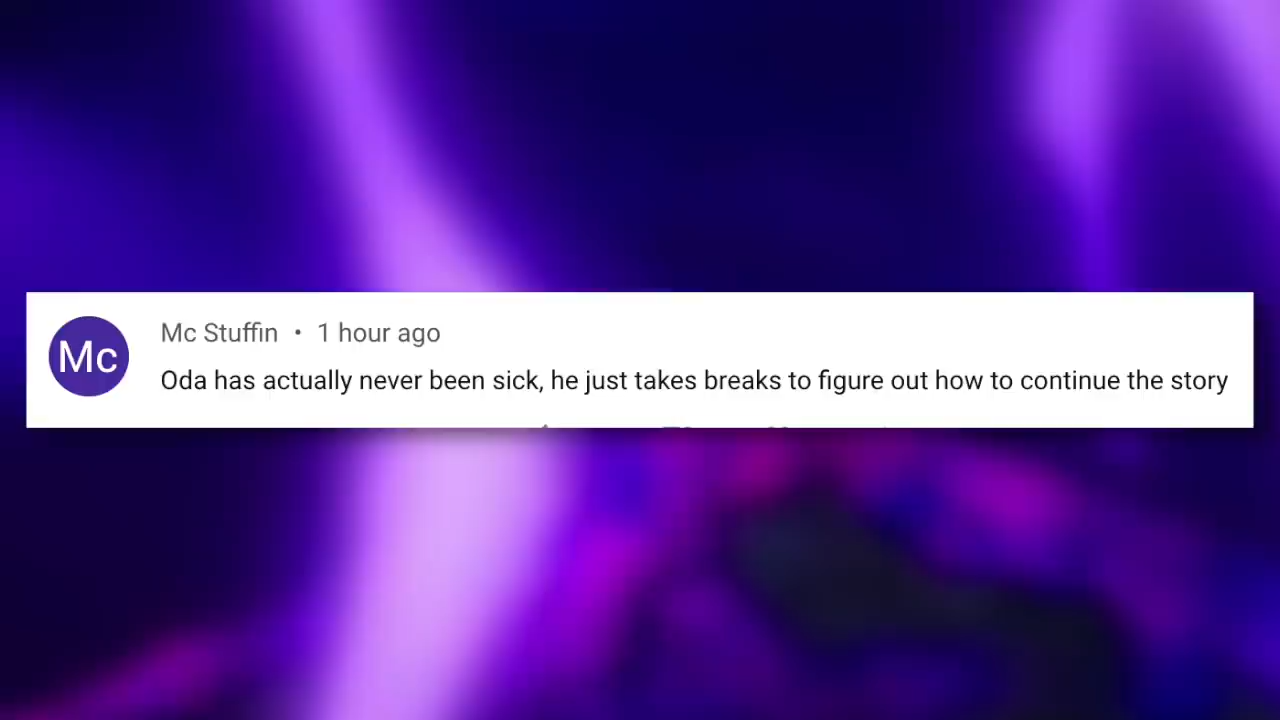 Mc
Mc Stuffin • 1 hour ago
Oda has actually never been sick, he just takes breaks to figure out how to continue the story